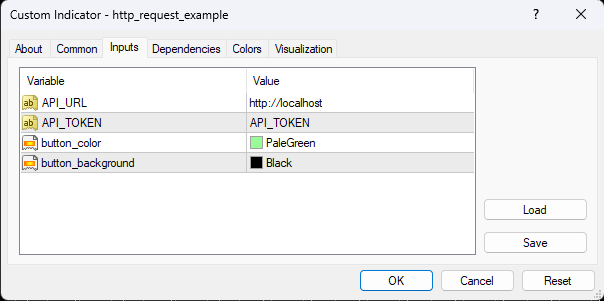 Custom Indicator - http_request_example
? ×
About Common Inputs Dependencies Colors Visualization
Variable Value
ab API_URL http://localhost
ab API_TOKEN API_TOKEN
button_color PaleGreen
button_background Black
Load
Save
OK Cancel Reset